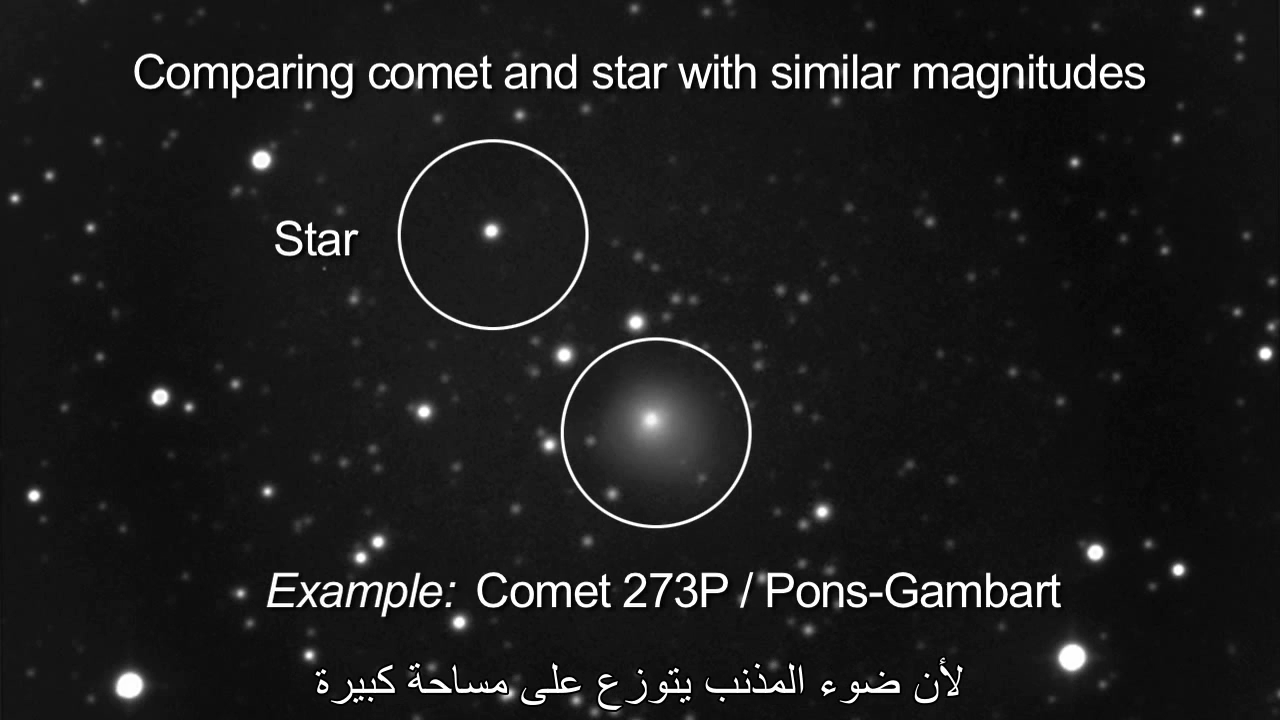 Comparing comet and star with similar magnitudes
Star
Example: Comet 273P / Pons-Gambart
لأن ضوء المذنب يتوزع على مساحة كبيرة